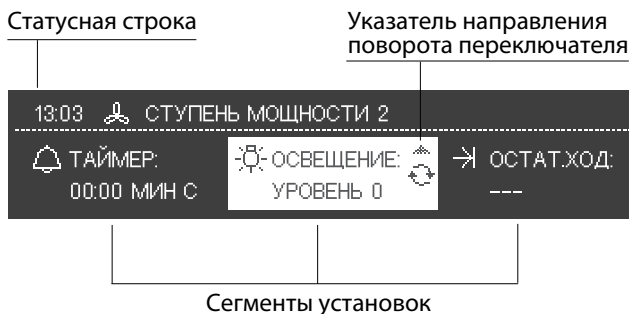 Статусная строка
Указатель направления
поворота переключателя
13:03 СТУПЕНЬ МОЩНОСТИ 2
ТАЙМЕР: ОСВЕЩЕНИЕ: ОСТАТ.ХОД:
00:00 МИН С УРОВЕНЬ 0 ---
Сегменты установок